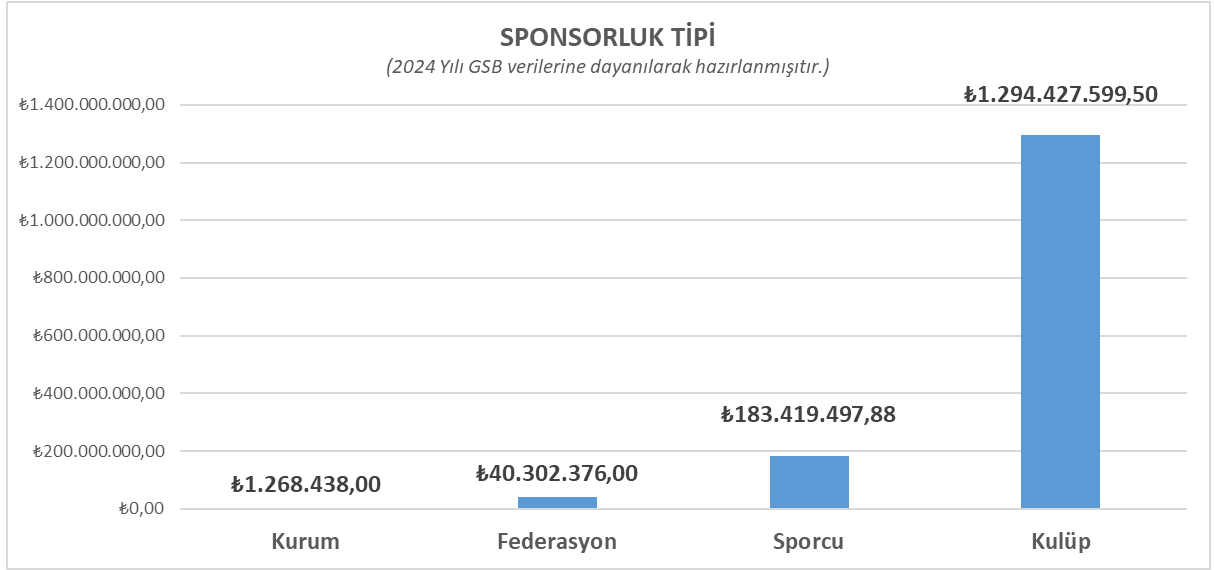 SPONSORLUK TİPİ
(2024 Yılı GSB verilerine dayanılarak hazırlanmışıtır.)
₺1.400.000.000,00
₺1.200.000.000,00
₺1.000.000.000,00
₺800.000.000,00
₺600.000.000,00
₺400.000.000,00
₺200.000.000,00
₺0,00
₺1.268.438,00
₺40.302.376,00
₺183.419.497,88
₺1.294.427.599,50
Kurum
Federasyon
Sporcu
Kulüp